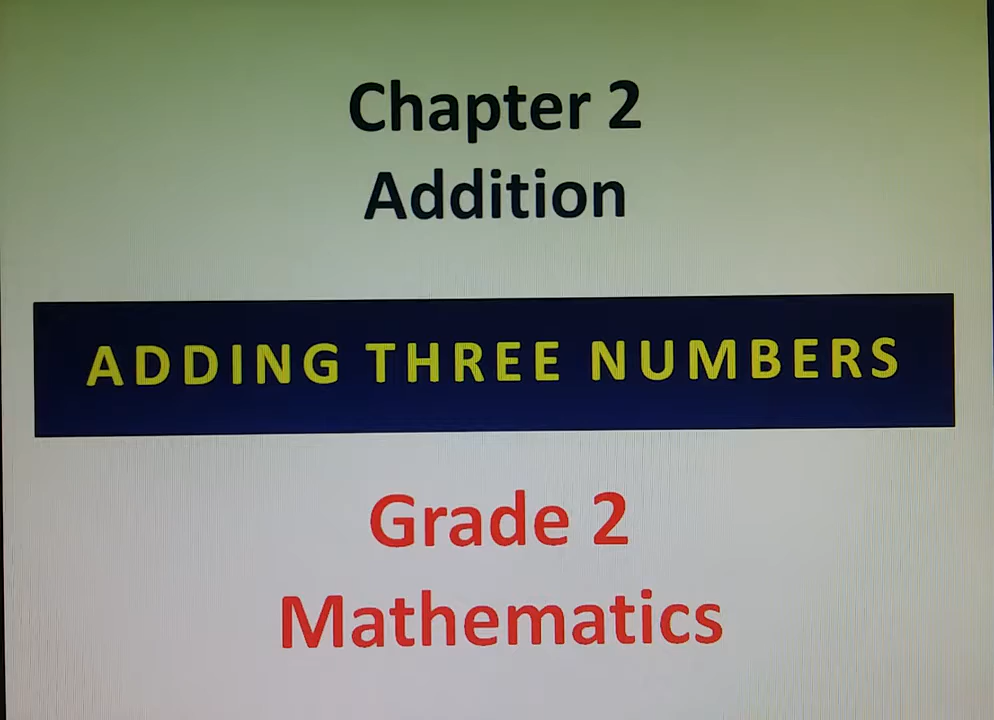 Chapter 2
Addition
ADDING THREE NUMBERS
Grade 2
Mathematics